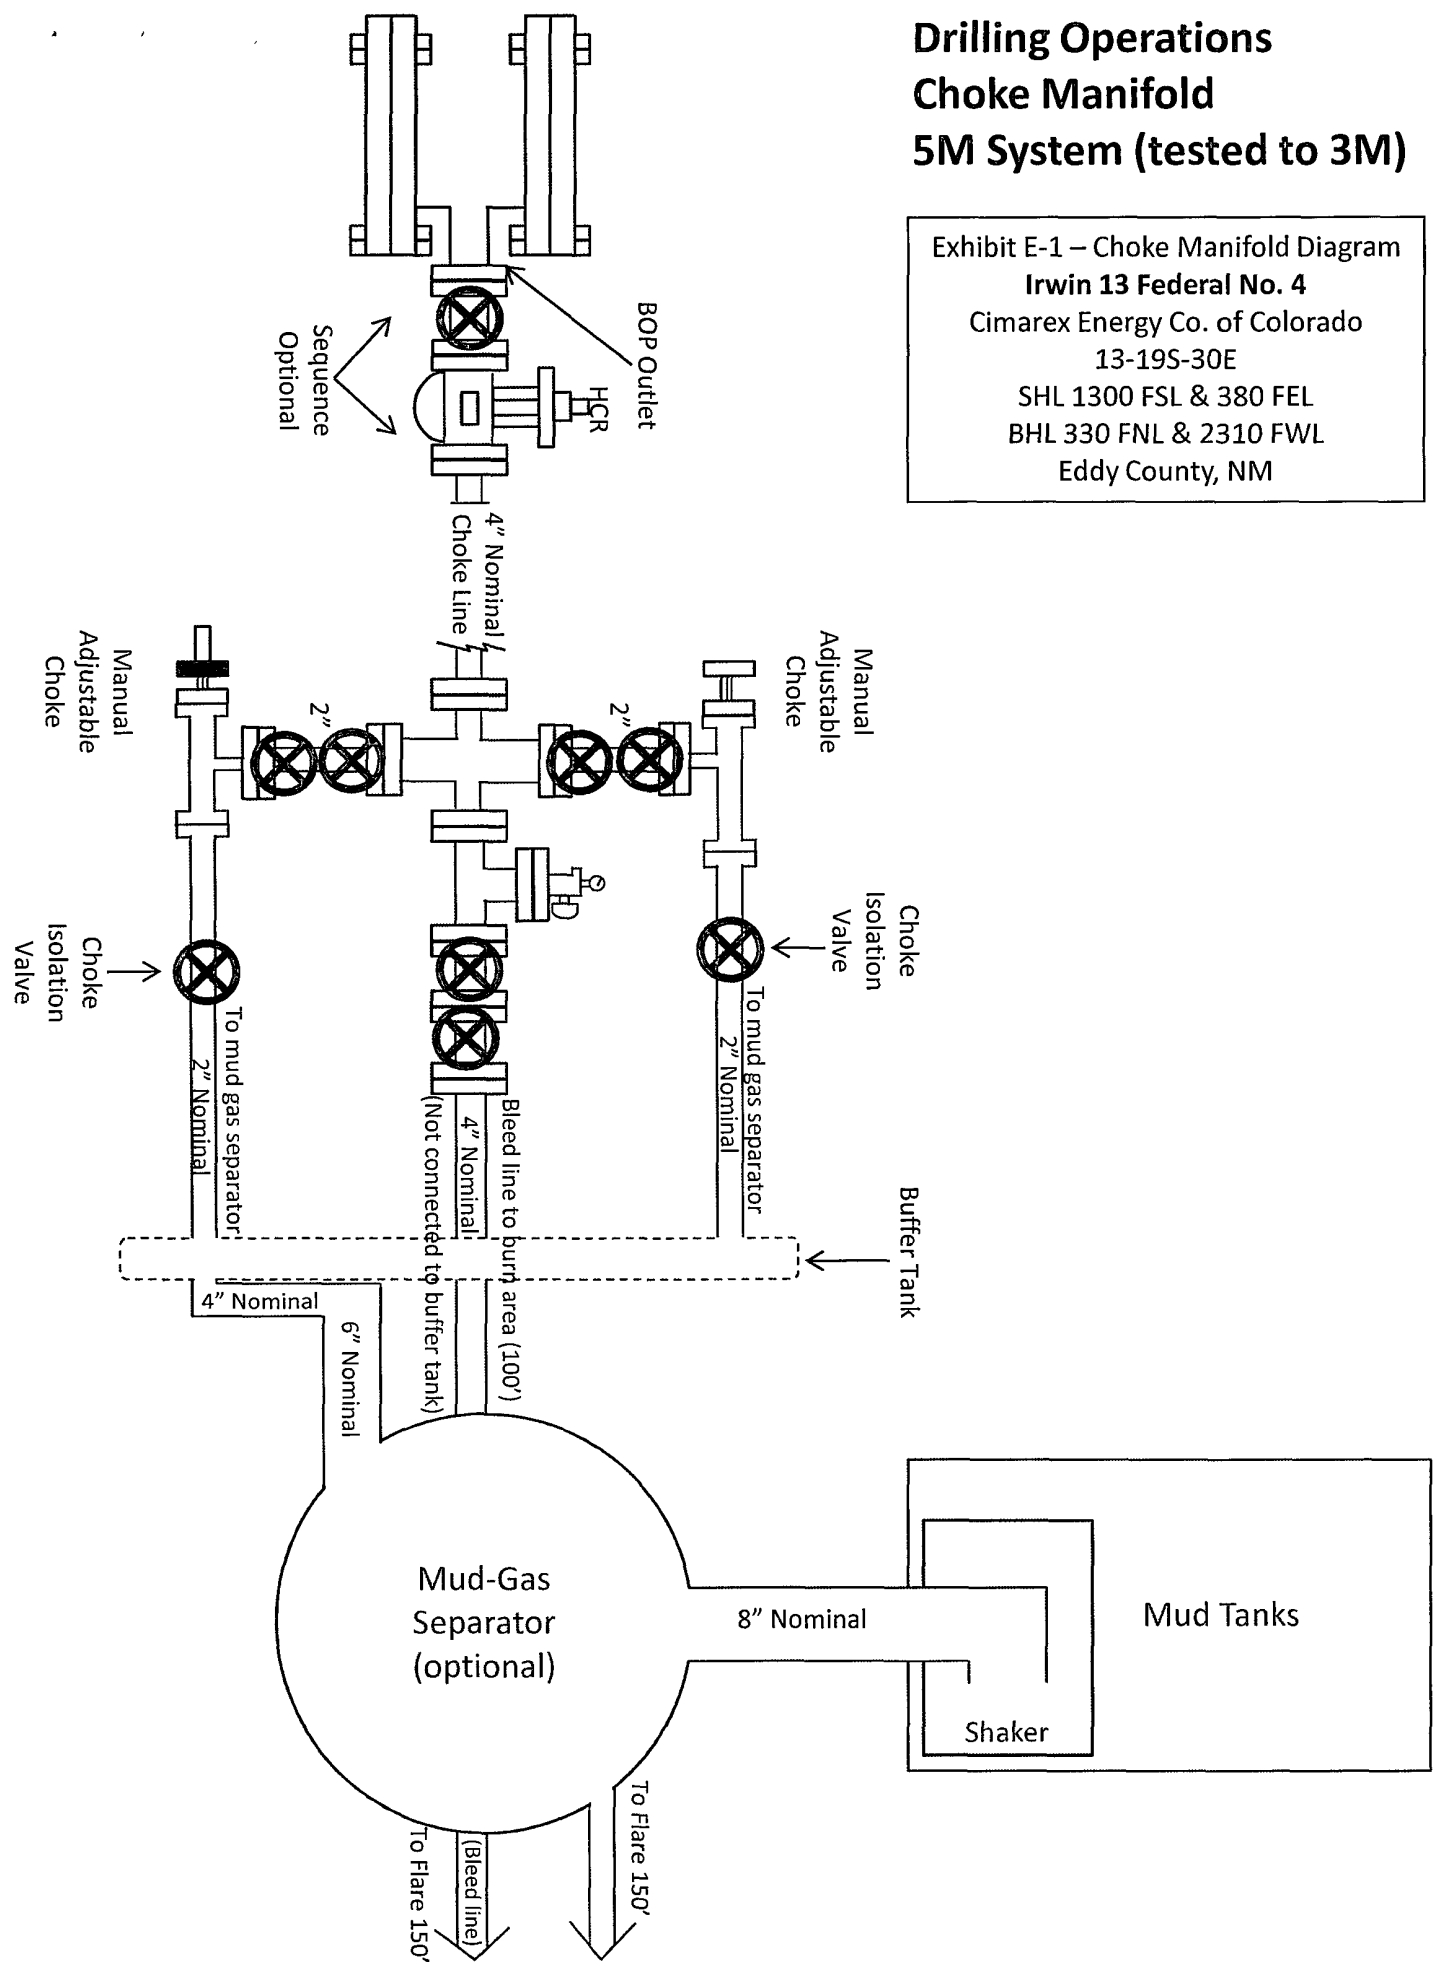 Drilling Operations
Choke Manifold
5M System (tested to 3M)
Exhibit E-1 – Choke Manifold Diagram
Irwin 13 Federal No. 4
Cimarex Energy Co. of Colorado
13-19S-30E
SHL 1300 FSL & 380 FEL
BHL 330 FNL & 2310 FWL
Eddy County, NM
BOP Outlet
HCR
Sequence
Optional
4" Nominal
Choke Line
Manual
Adjustable
Choke
2"
2"
Manual
Adjustable
Choke
Choke
Isolation
Valve
Choke
Isolation
Valve
To mud gas separator
2" Nominal
To mud gas separator
2" Nominal
Bleed line to burn area (100')
4" Nominal
(Not connected to buffer tank)
Buffer Tank
4" Nominal
6" Nominal
Mud-Gas
Separator
(optional)
8" Nominal
Mud Tanks
Shaker
To Flare 150'
(Bleed line)
To Flare 150'